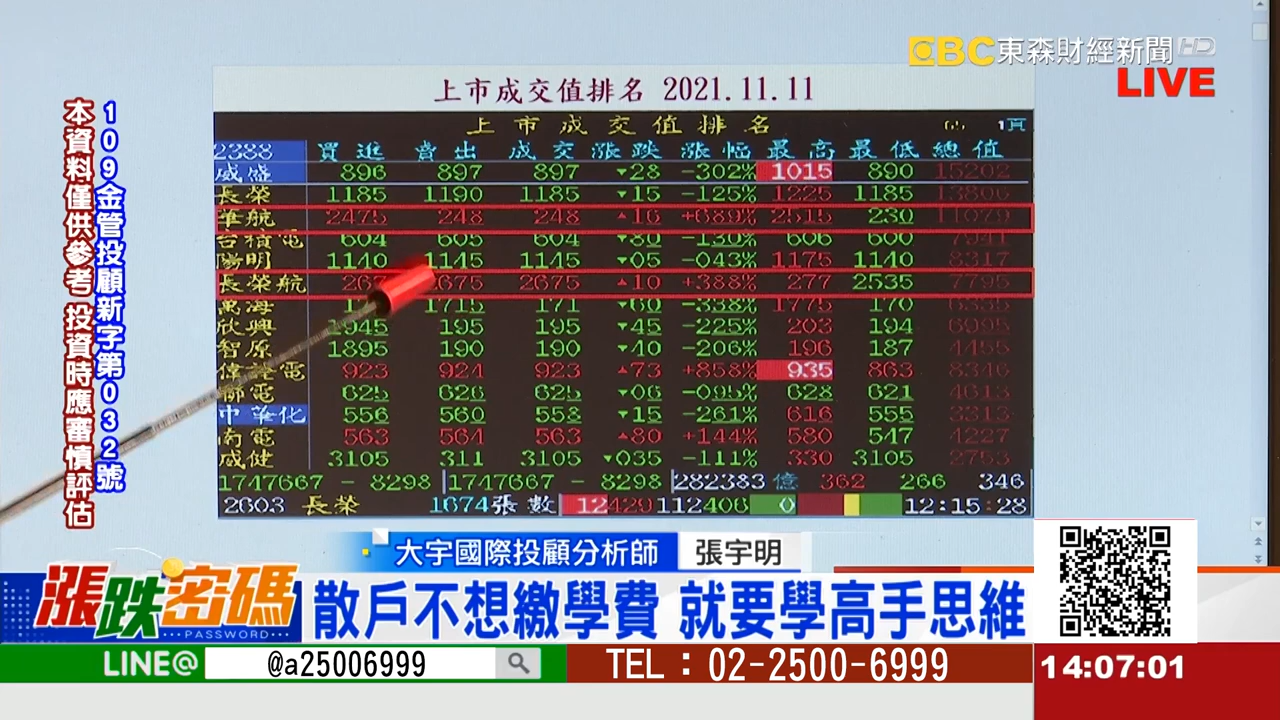 EBC 東森財經新聞 HD
LIVE
本資料僅供參考 投資時應審慎評估
109金管投顧新字第032號
上市成交值排名 2021.11.11
上市成交值排名 1頁
2388 買進 賣出 成交 漲跌 漲幅 最高 最低 總值
威盛 896 897 897 ▼28 -302% 1015 890 15202
長榮 1185 1190 1185 ▼15 -125% 1225 1185 13806
華航 2475 248 248 ▲16 +689% 2515 230 11079
台積電 604 605 604 ▼80 -130% 606 600 7941
陽明 1140 1145 1145 ▼05 -043% 1175 1140 8317
長榮航 2675 2675 ▲10 +388% 277 2535 7795
萬海 1715 171 ▼60 -338% 1775 170 6835
欣興 1945 195 195 ▼45 -225% 203 194 6995
智原 1895 190 190 ▼40 -206% 196 187 4455
偉詮電 923 924 923 ▲73 +858% 935 863 8346
聯電 625 626 625 ▼06 -095% 628 621 4613
中華化 556 560 558 ▼15 -261% 616 555 3313
南電 563 564 563 ▲80 +144% 580 547 4227
威健 3105 311 3105 ▼035 -111% 330 3105 2753
1747667 - 8298 1747667 - 8298 282383 億 362 266 346
2603 長榮 1674張 數 12429 112408 0 12:15:28
大宇國際投顧分析師 張宇明
漲跌密碼
PASSWORD
散戶不想繳學費 就要學高手思維
LINE@ @a25006999 TEL：02-2500-6999 14:07:01